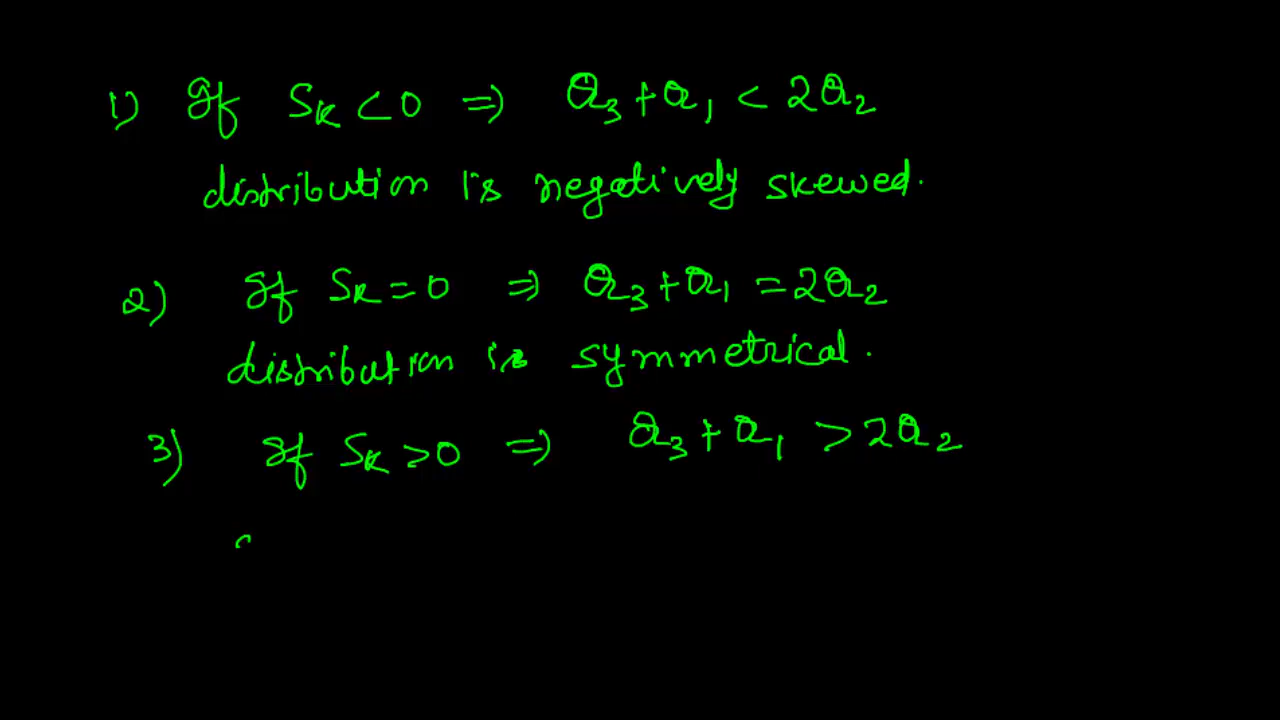 1) If Sk < 0 ⇒ Q₃ + Q₁ < 2Q₂
distribution is negatively skewed.
2) If Sk = 0 ⇒ Q₃ + Q₁ = 2Q₂
distribution is symmetrical.
3) If Sk > 0 ⇒ Q₃ + Q₁ > 2Q₂